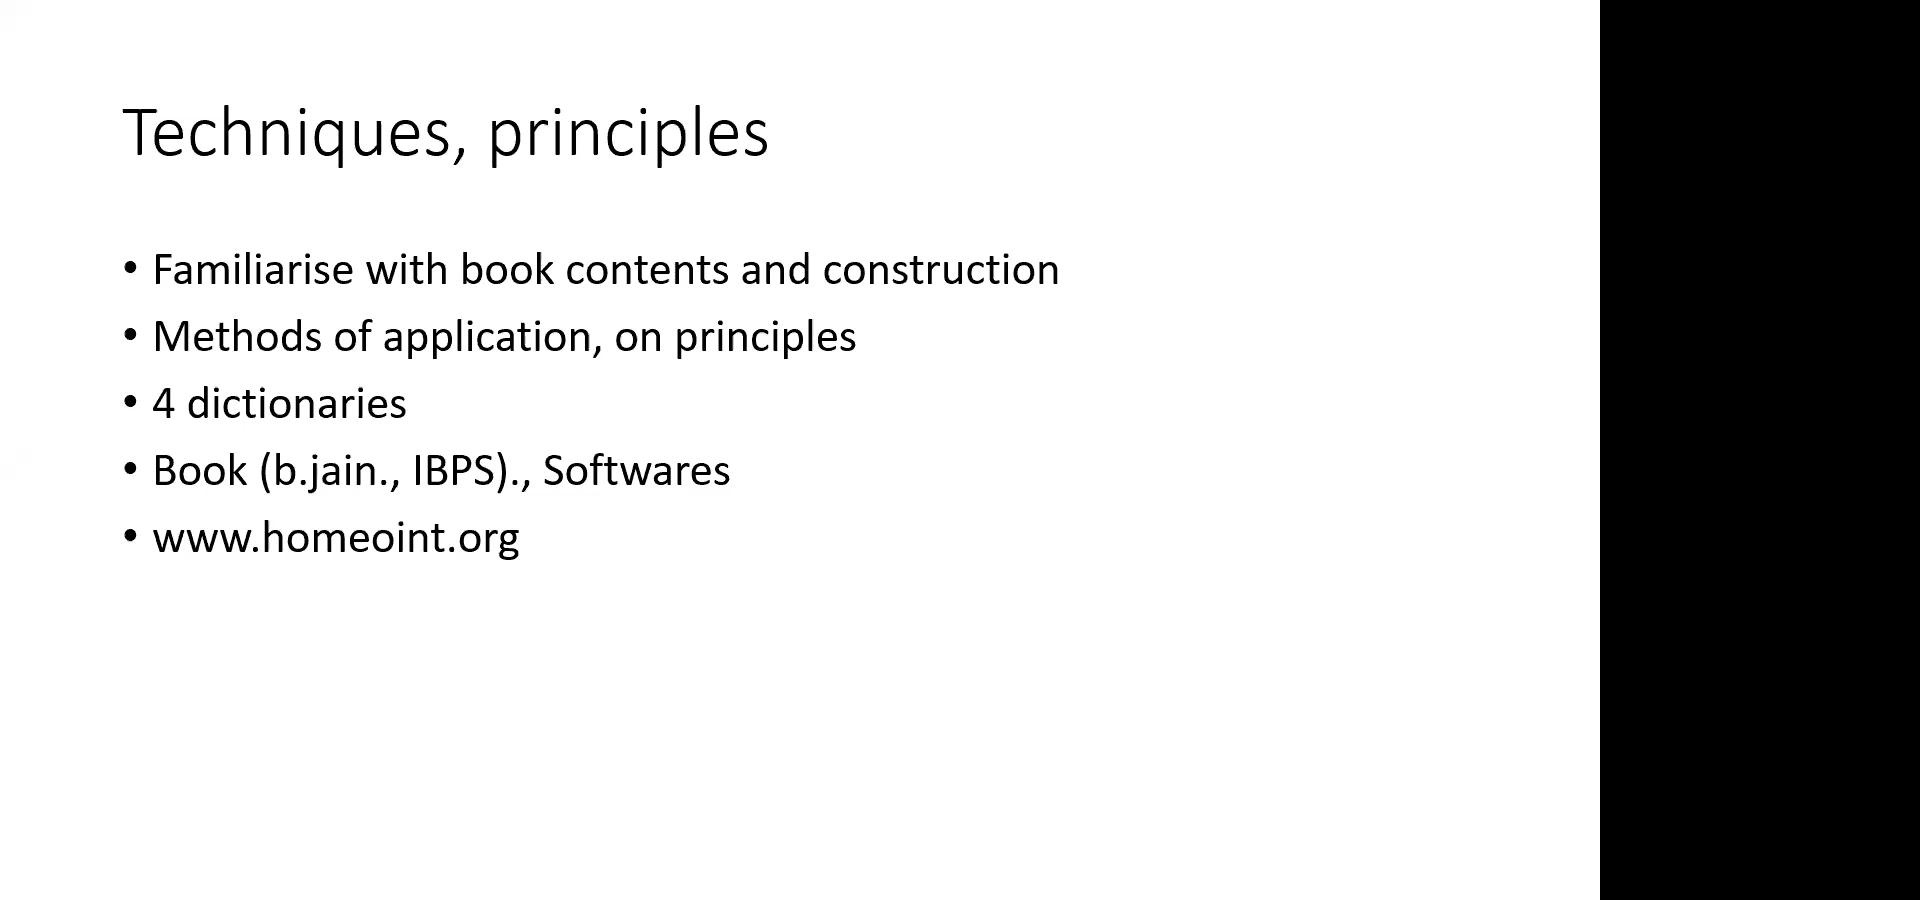 Techniques, principles
• Familiarise with book contents and construction
• Methods of application, on principles
• 4 dictionaries
• Book (b.jain., IBPS)., Softwares
• www.homeoint.org